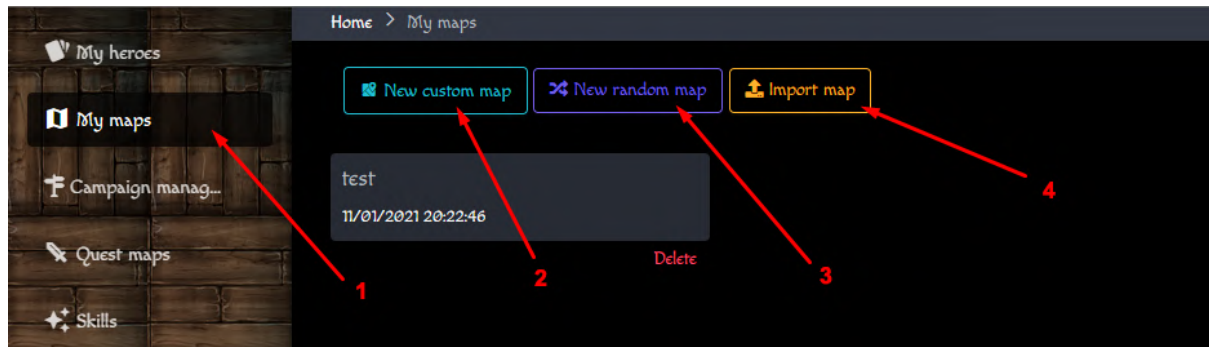 My heroes
My maps
Campaign manag...
Quest maps
Skills
Home > My maps
New custom map
New random map
Import map
test
11/01/2021 20:22:46
Delete
1
2
3
4